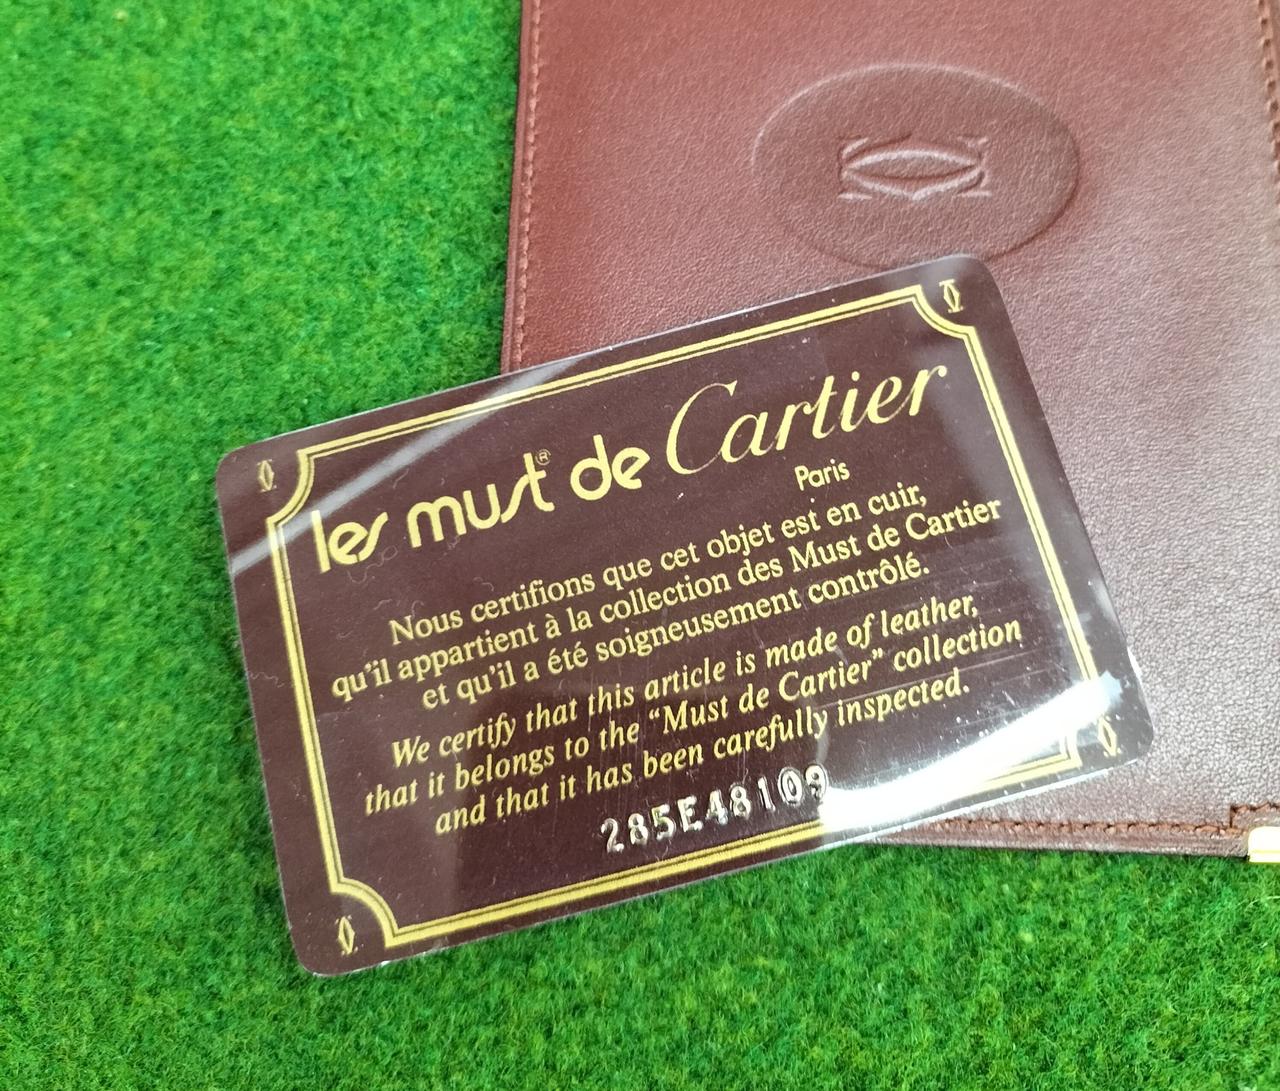 les must® de Cartier
Paris
Nous certifions que cet objet est en cuir,
qu'il appartient à la collection des Must de Cartier
et qu'il a été soigneusement contrôlé.
We certify that this article is made of leather,
that it belongs to the “Must de Cartier” collection
and that it has been carefully inspected.
285E48109